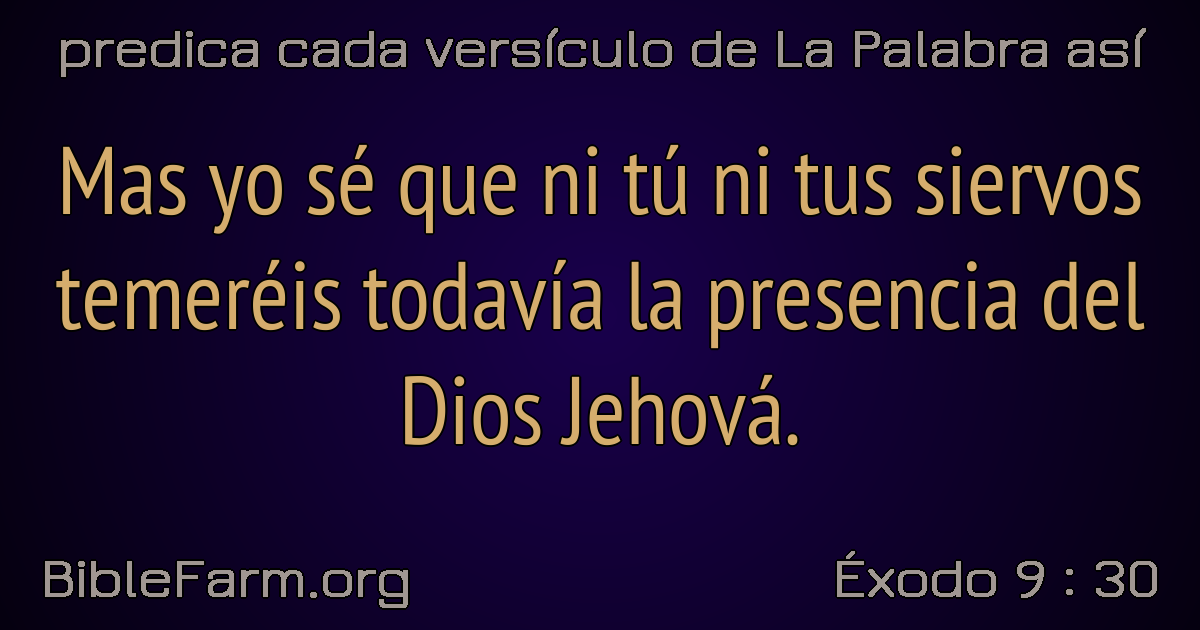 predica cada versículo de La Palabra así
Mas yo sé que ni tú ni tus siervos
temeréis todavía la presencia del
Dios Jehová.
BibleFarm.org
Éxodo 9 : 30